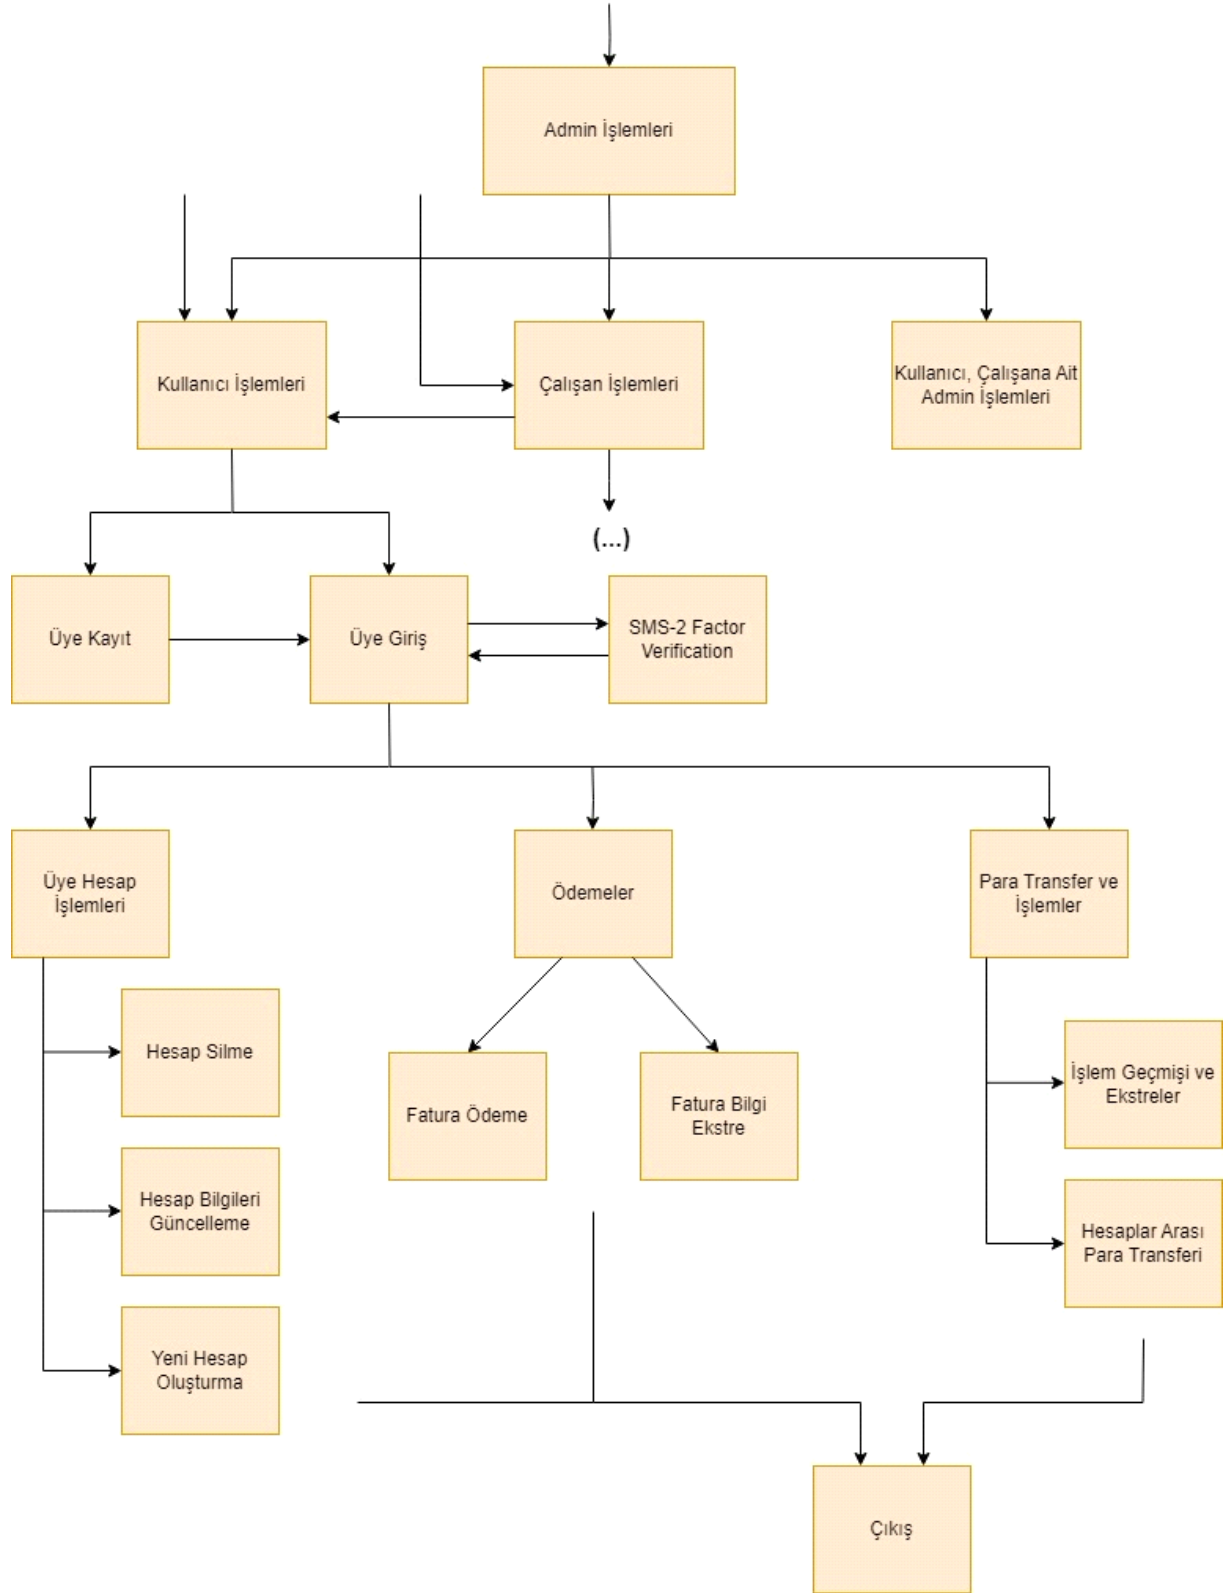 Admin İşlemleri
Kullanıcı İşlemleri
Çalışan İşlemleri
Kullanıcı, Çalışana Ait
Admin İşlemleri
(...)
Üye Kayıt
Üye Giriş
SMS-2 Factor
Verification
Üye Hesap
İşlemleri
Ödemeler
Para Transfer ve
İşlemler
Hesap Silme
Fatura Ödeme
Fatura Bilgi
Ekstre
İşlem Geçmişi ve
Ekstreler
Hesap Bilgileri
Güncelleme
Hesaplar Arası
Para Transferi
Yeni Hesap
Oluşturma
Çıkış